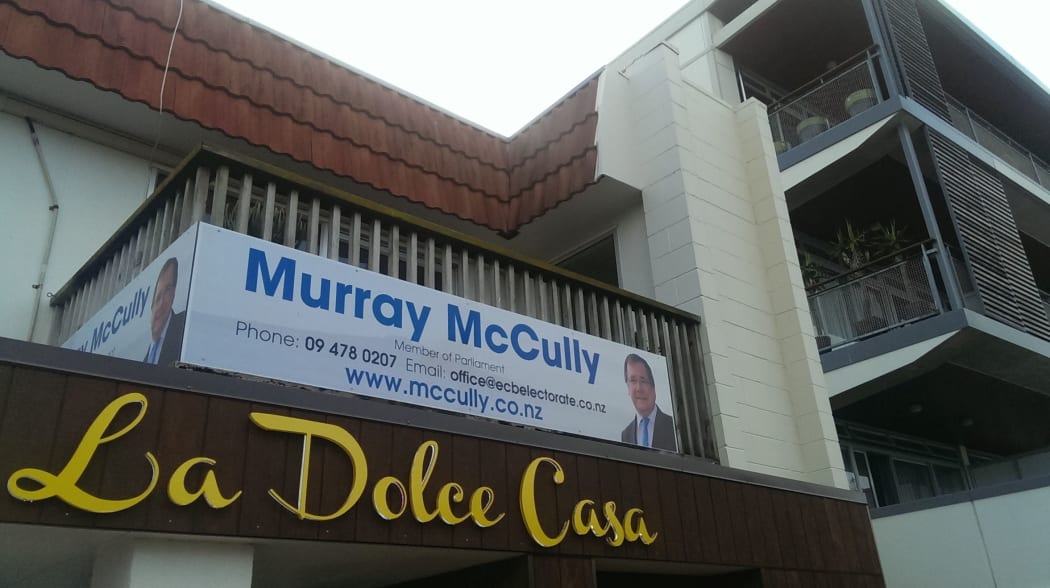 McCully
Murray McCully
Member of Parliament
Phone: 09 478 0207 Email: office@ecbelectorate.co.nz
www.mccully.co.nz
La Dolce Casa